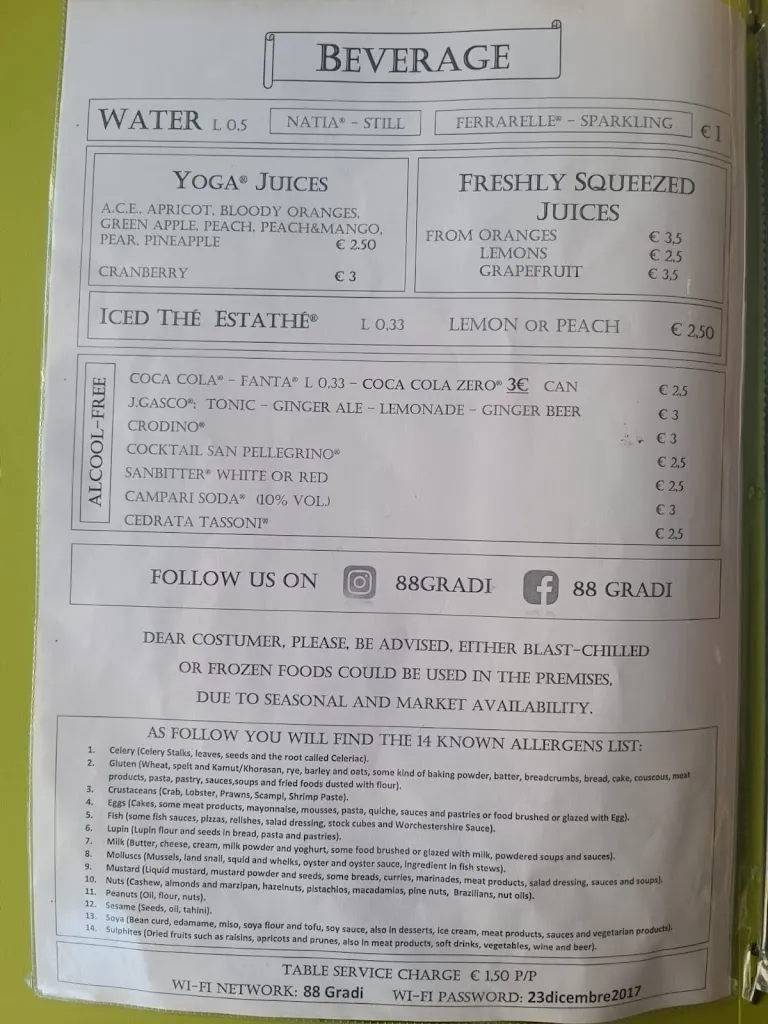 BEVERAGE
WATER L 0,5 NATIA® - STILL FERRARELLE® - SPARKLING € 1
YOGA® JUICES
A.C.E., APRICOT, BLOODY ORANGES,
GREEN APPLE, PEACH, PEACH&MANGO,
PEAR, PINEAPPLE € 2.50
CRANBERRY € 3
FRESHLY SQUEEZED
JUICES
FROM ORANGES € 3,5
LEMONS € 2,5
GRAPEFRUIT € 3,5
ICED THÉ ESTATHÉ® L 0,33 LEMON OR PEACH € 2,50
ALCOOL-FREE
COCA COLA® - FANTA® L 0,33 - COCA COLA ZERO® 3€ CAN € 2,5
J.GASCO®: TONIC - GINGER ALE - LEMONADE - GINGER BEER € 3
CRODINO® € 3
COCKTAIL SAN PELLEGRINO® € 2,5
SANBITTER® WHITE OR RED € 2,5
CAMPARI SODA® (10% VOL.) € 3
CEDRATA TASSONI® € 2,5
FOLLOW US ON 88GRADI 88 GRADI
DEAR COSTUMER, PLEASE, BE ADVISED, EITHER BLAST-CHILLED
OR FROZEN FOODS COULD BE USED IN THE PREMISES,
DUE TO SEASONAL AND MARKET AVAILABILITY.
AS FOLLOW YOU WILL FIND THE 14 KNOWN ALLERGENS LIST:
1. Celery (Celery Stalks, leaves, seeds and the root called Celeriac).
2. Gluten (Wheat, spelt and Kamut/Khorasan, rye, barley and oats, some kind of baking powder, batter, breadcrumbs, bread, cake, couscous, meat
products, pasta, pastry, sauces,soups and fried foods dusted with flour).
3. Crustaceans (Crab, Lobster, Prawns, Scampi, Shrimp Paste).
4. Eggs (Cakes, some meat products, mayonnaise, mousses, pasta, quiche, sauces and pastries or food brushed or glazed with Egg).
5. Fish (some fish sauces, pizzas, relishes, salad dressing, stock cubes and Worchestershire Sauce).
6. Lupin (Lupin flour and seeds in bread, pasta and pastries).
7. Milk (Butter, cheese, cream, milk powder and yoghurt, some food brushed or glazed with milk, powdered soups and sauces).
8. Molluscs (Mussels, land snail, squid and whelks, oyster and oyster sauce, ingredient in fish stews).
9. Mustard (Liquid mustard, mustard powder and seeds, some breads, curries, marinades, meat products, salad dressing, sauces and soups).
10. Nuts (Cashew, almonds and marzipan, hazelnuts, pistachios, macadamias, pine nuts, Brazilians, nut oils).
11. Peanuts (Oil, flour, nuts).
12. Sesame (Seeds, oil, tahini).
13. Soya (Bean curd, edamame, miso, soya flour and tofu, soy sauce, also in desserts, ice cream, meat products, sauces and vegetarian products).
14. Sulphites (Dried fruits such as raisins, apricots and prunes, also in meat products, soft drinks, vegetables, wine and beer).
TABLE SERVICE CHARGE € 1,50 P/P
WI-FI NETWORK: 88 Gradi WI-FI PASSWORD: 23dicembre2017